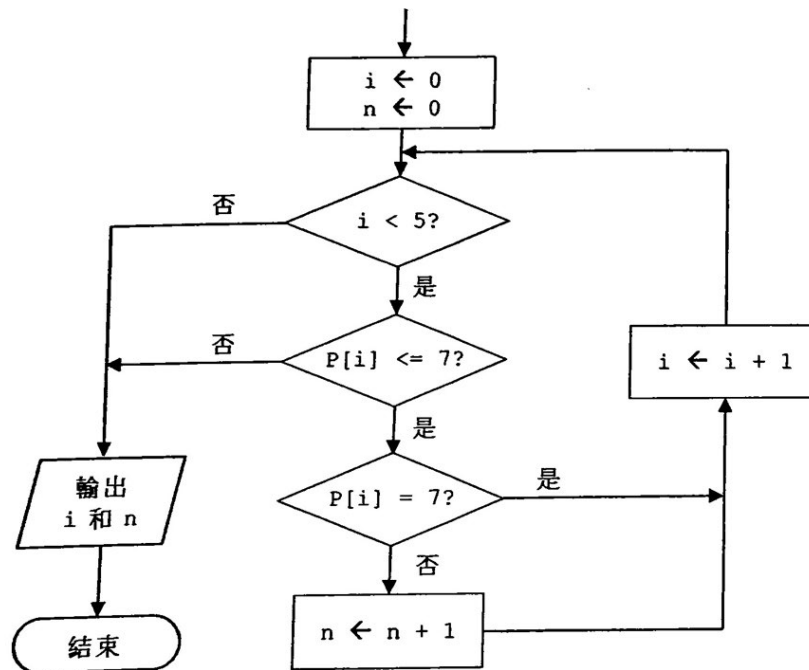 i ← 0
n ← 0
否
i < 5?
是
否
P[i] <= 7?
i ← i + 1
是
輸出
i 和 n
P[i] = 7?
是
否
n ← n + 1
結束